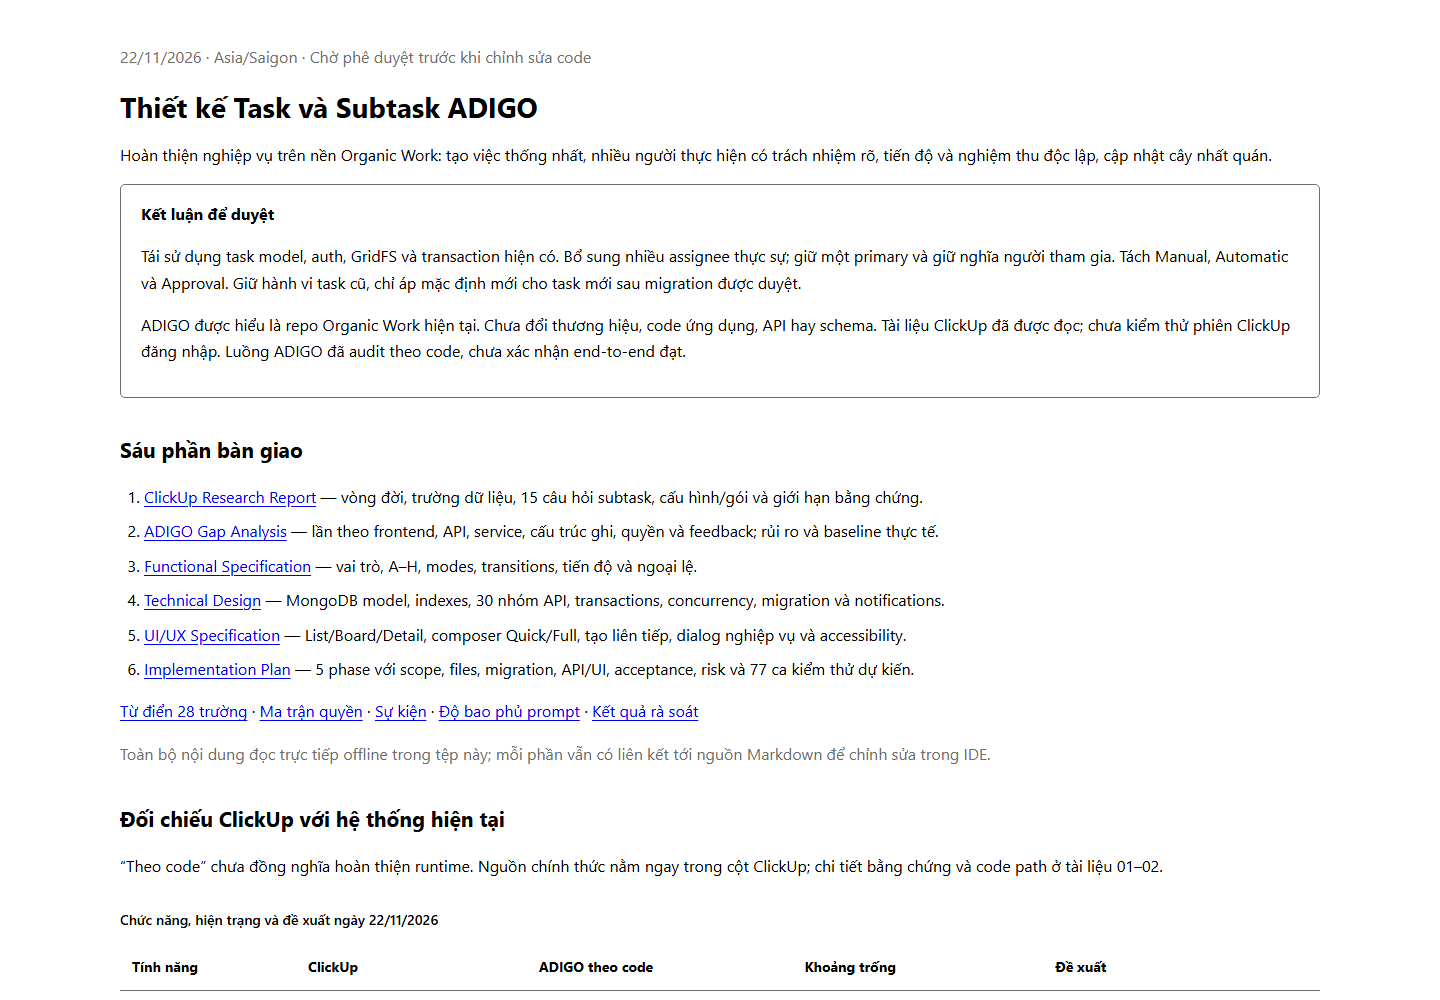 22/11/2026 · Asia/Saigon · Chờ phê duyệt trước khi chỉnh sửa code
Thiết kế Task và Subtask ADIGO
Hoàn thiện nghiệp vụ trên nền Organic Work: tạo việc thống nhất, nhiều người thực hiện có trách nhiệm rõ, tiến độ và nghiệm thu độc lập, cập nhật cây nhất quán.
Kết luận để duyệt
Tái sử dụng task model, auth, GridFS và transaction hiện có. Bổ sung nhiều assignee thực sự; giữ một primary và giữ nghĩa người tham gia. Tách Manual, Automatic
và Approval. Giữ hành vi task cũ, chỉ áp mặc định mới cho task mới sau migration được duyệt.
ADIGO được hiểu là repo Organic Work hiện tại. Chưa đổi thương hiệu, code ứng dụng, API hay schema. Tài liệu ClickUp đã được đọc; chưa kiểm thử phiên ClickUp
đăng nhập. Luồng ADIGO đã audit theo code, chưa xác nhận end-to-end đạt.
Sáu phần bàn giao
1. ClickUp Research Report — vòng đời, trường dữ liệu, 15 câu hỏi subtask, cấu hình/gói và giới hạn bằng chứng.
2. ADIGO Gap Analysis — lần theo frontend, API, service, cấu trúc ghi, quyền và feedback; rủi ro và baseline thực tế.
3. Functional Specification — vai trò, A–H, modes, transitions, tiến độ và ngoại lệ.
4. Technical Design — MongoDB model, indexes, 30 nhóm API, transactions, concurrency, migration và notifications.
5. UI/UX Specification — List/Board/Detail, composer Quick/Full, tạo liên tiếp, dialog nghiệp vụ và accessibility.
6. Implementation Plan — 5 phase với scope, files, migration, API/UI, acceptance, risk và 77 ca kiểm thử dự kiến.
Từ điển 28 trường · Ma trận quyền · Sự kiện · Độ bao phủ prompt · Kết quả rà soát
Toàn bộ nội dung đọc trực tiếp offline trong tệp này; mỗi phần vẫn có liên kết tới nguồn Markdown để chỉnh sửa trong IDE.
Đối chiếu ClickUp với hệ thống hiện tại
“Theo code” chưa đồng nghĩa hoàn thiện runtime. Nguồn chính thức nằm ngay trong cột ClickUp; chi tiết bằng chứng và code path ở tài liệu 01–02.
Chức năng, hiện trạng và đề xuất ngày 22/11/2026
Tính năng ClickUp ADIGO theo code Khoảng trống Đề xuất